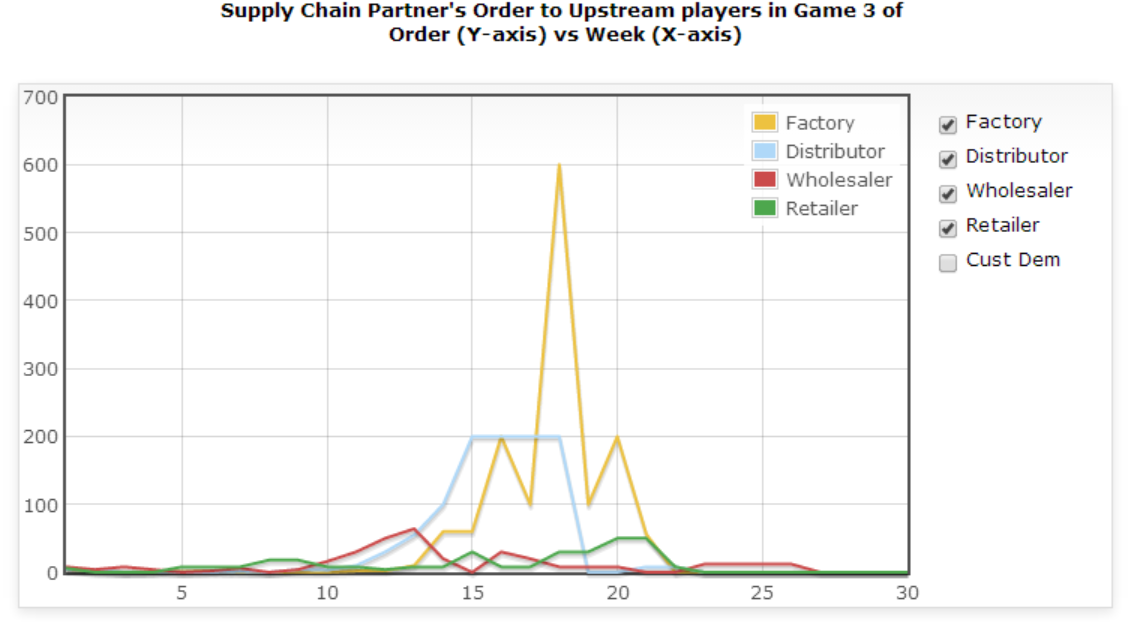 Supply Chain Partner's Order to Upstream players in Game 3 of
Order (Y-axis) vs Week (X-axis)
700
600
500
400
300
200
100
0
5 10 15 20 25 30
Factory
Distributor
Wholesaler
Retailer
Factory
Distributor
Wholesaler
Retailer
Cust Dem